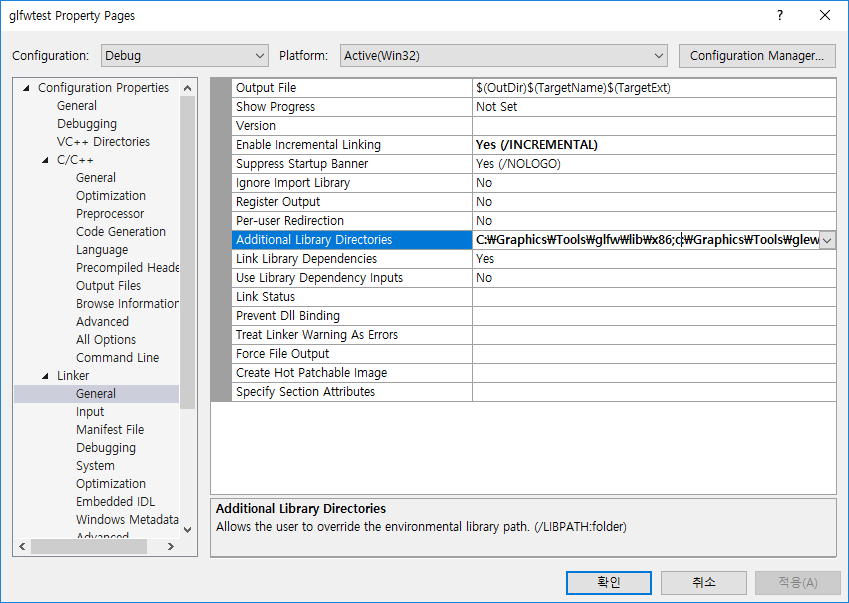 glfwtest Property Pages
?
Configuration: Debug Platform: Active(Win32) Configuration Manager...
Configuration Properties
General
Debugging
VC++ Directories
C/C++
General
Optimization
Preprocessor
Code Generation
Language
Precompiled Heade
Output Files
Browse Information
Advanced
All Options
Command Line
Linker
General
Input
Manifest File
Debugging
System
Optimization
Embedded IDL
Windows Metadata
Advanced
Output File $(OutDir)$(TargetName)$(TargetExt)
Show Progress Not Set
Version
Enable Incremental Linking Yes (/INCREMENTAL)
Suppress Startup Banner Yes (/NOLOGO)
Ignore Import Library No
Register Output No
Per-user Redirection No
Additional Library Directories C:₩Graphics₩Tools₩glfw₩lib₩x86;c:₩Graphics₩Tools₩glew
Link Library Dependencies Yes
Use Library Dependency Inputs No
Link Status
Prevent Dll Binding
Treat Linker Warning As Errors
Force File Output
Create Hot Patchable Image
Specify Section Attributes
Additional Library Directories
Allows the user to override the environmental library path. (/LIBPATH:folder)
확인 취소 적용(A)